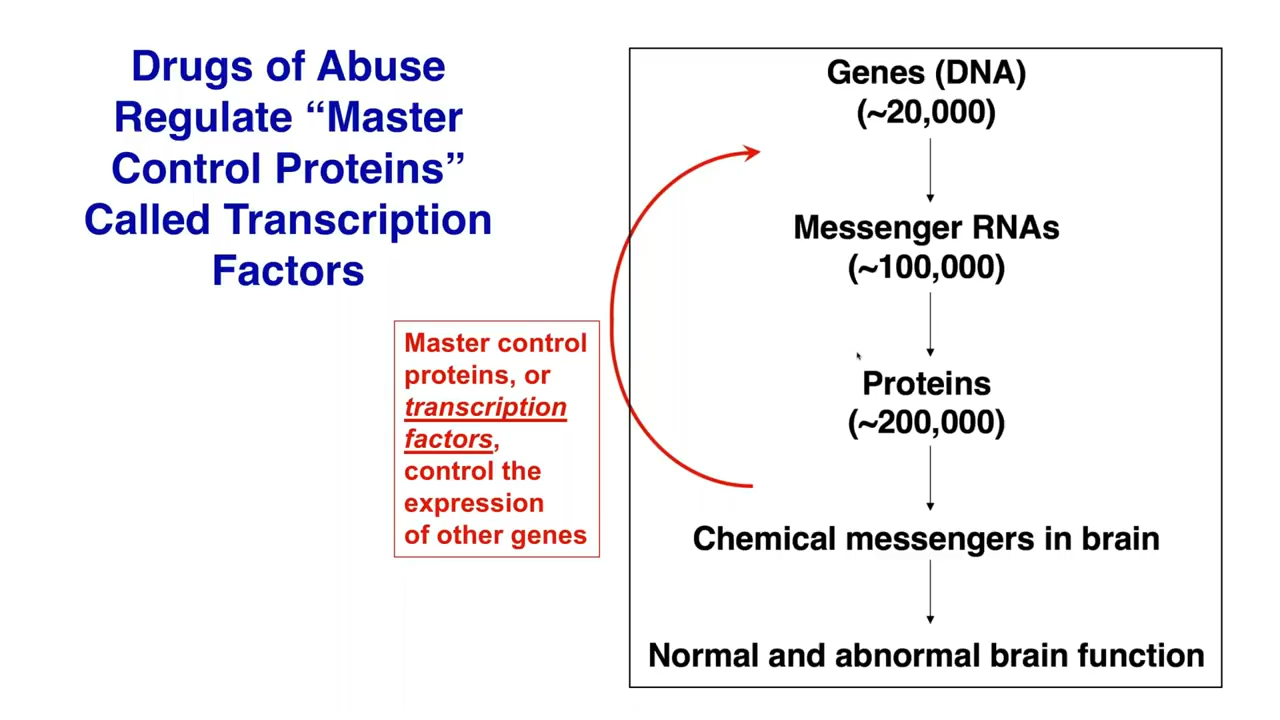 Drugs of Abuse
Regulate “Master
Control Proteins”
Called Transcription
Factors
Master control
proteins, or
transcription
factors,
control the
expression
of other genes
Genes (DNA)
(~20,000)
Messenger RNAs
(~100,000)
Proteins
(~200,000)
Chemical messengers in brain
Normal and abnormal brain function